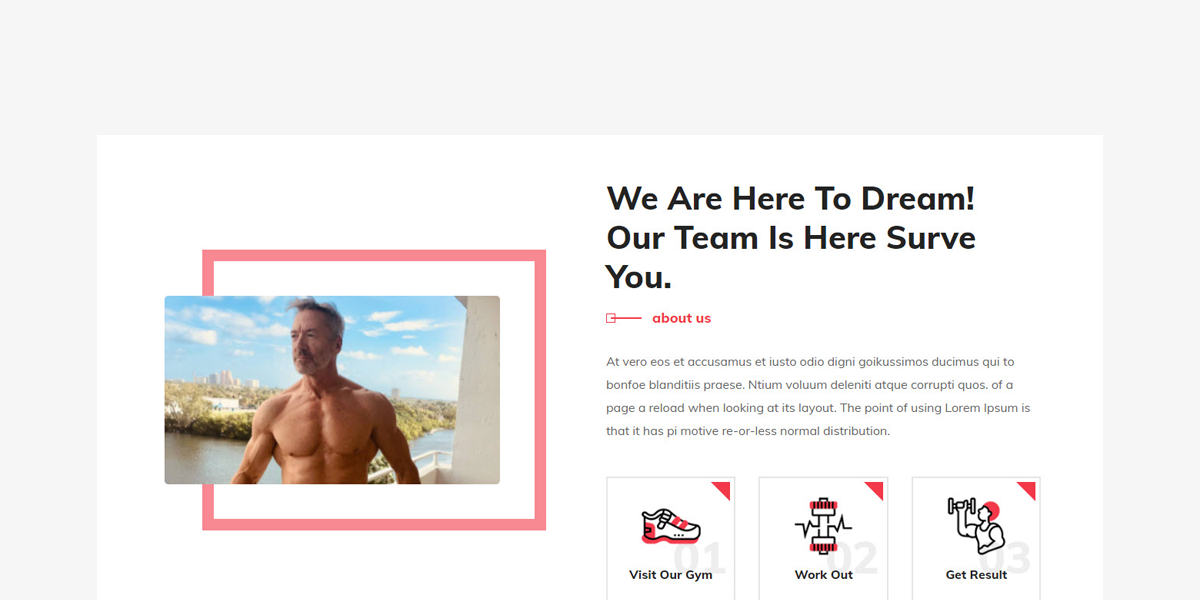 We Are Here To Dream!
Our Team Is Here Surve
You.
about us
At vero eos et accusamus et iusto odio digni goikussimos ducimus qui to
bonfoe blanditiis praese. Ntium voluum deleniti atque corrupti quos. of a
page a reload when looking at its layout. The point of using Lorem Ipsum is
that it has pi motive re-or-less normal distribution.
01
Visit Our Gym
02
Work Out
03
Get Result